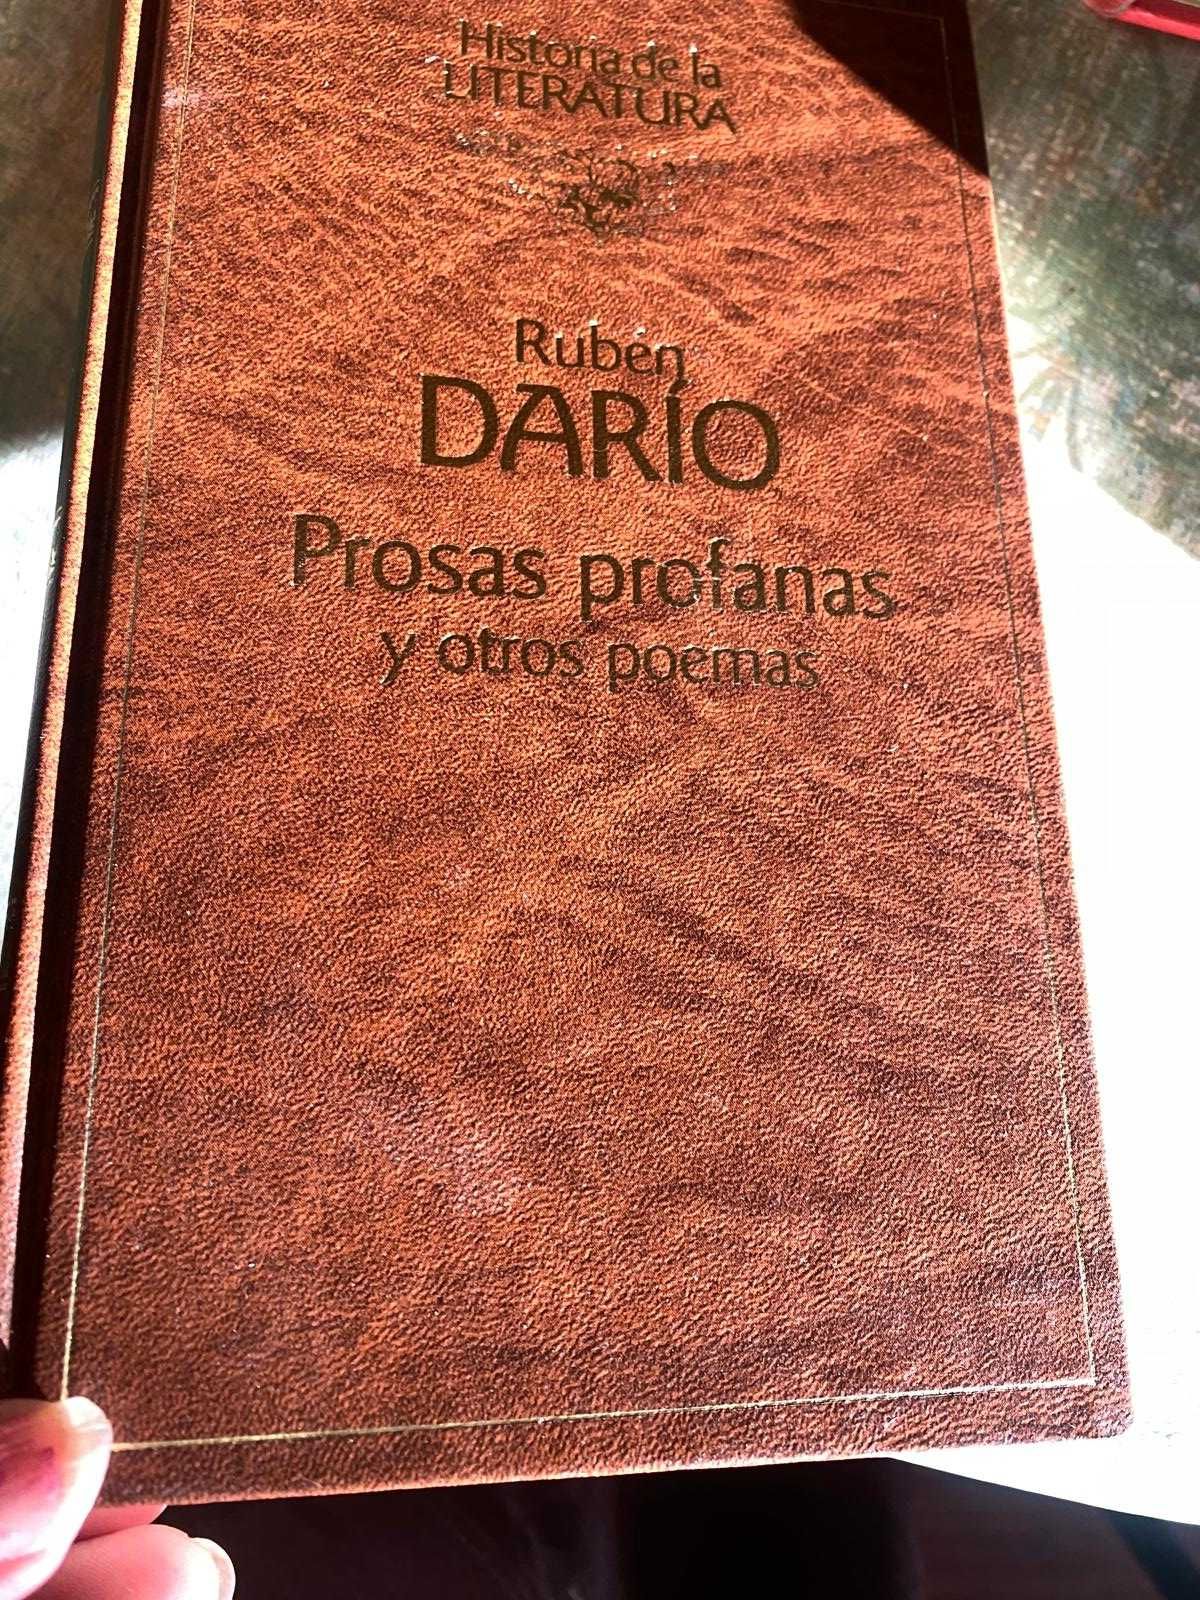 Historia de la
LITERATURA
Rubén
DARÍO
Prosas profanas
y otros poemas